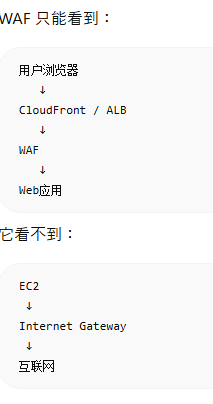 WAF 只能看到：
用户浏览器
↓
CloudFront / ALB
↓
WAF
↓
Web应用
它看不到：
EC2
↓
Internet Gateway
↓
互联网